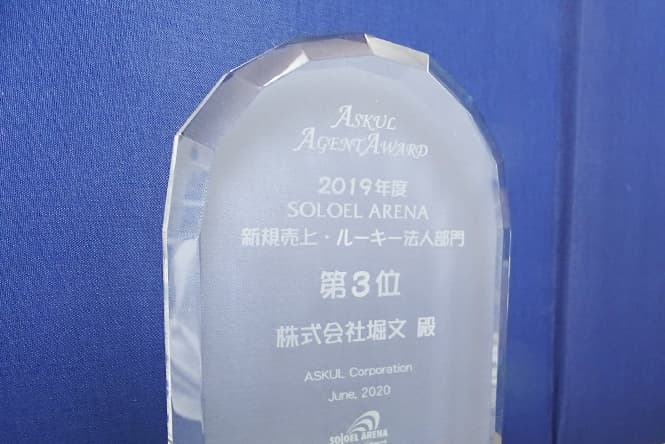 ASKUL
AGENT AWARD
2019年度
SOLOEL ARENA
新規売上・ルーキー法人部門
第3位
株式会社堀文 殿
ASKUL Corporation
June, 2020
SOLOEL ARENA